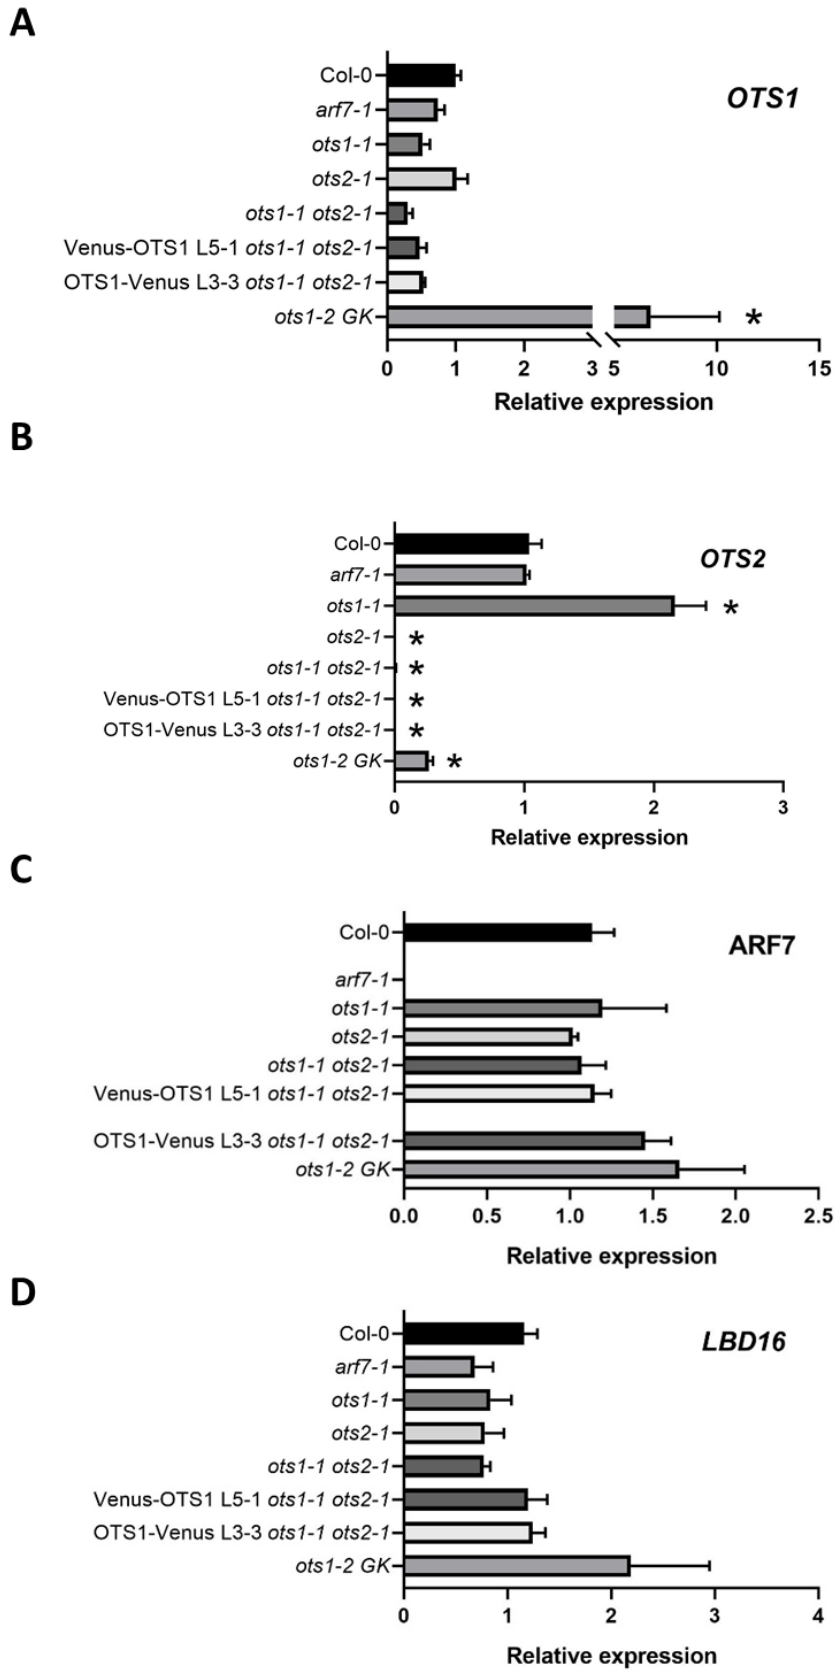 A
OTS1
Col-0
arf7-1
ots1-1
ots2-1
ots1-1 ots2-1
Venus-OTS1 L5-1 ots1-1 ots2-1
OTS1-Venus L3-3 ots1-1 ots2-1
ots1-2 GK
*
0 1 2 3 5 10 15
Relative expression
B
OTS2
Col-0
arf7-1
ots1-1 *
ots2-1 *
ots1-1 ots2-1 *
Venus-OTS1 L5-1 ots1-1 ots2-1 *
OTS1-Venus L3-3 ots1-1 ots2-1 *
ots1-2 GK *
0 1 2 3
Relative expression
C
ARF7
Col-0
arf7-1
ots1-1
ots2-1
ots1-1 ots2-1
Venus-OTS1 L5-1 ots1-1 ots2-1
OTS1-Venus L3-3 ots1-1 ots2-1
ots1-2 GK
0.0 0.5 1.0 1.5 2.0 2.5
Relative expression
D
LBD16
Col-0
arf7-1
ots1-1
ots2-1
ots1-1 ots2-1
Venus-OTS1 L5-1 ots1-1 ots2-1
OTS1-Venus L3-3 ots1-1 ots2-1
ots1-2 GK
0 1 2 3 4
Relative expression